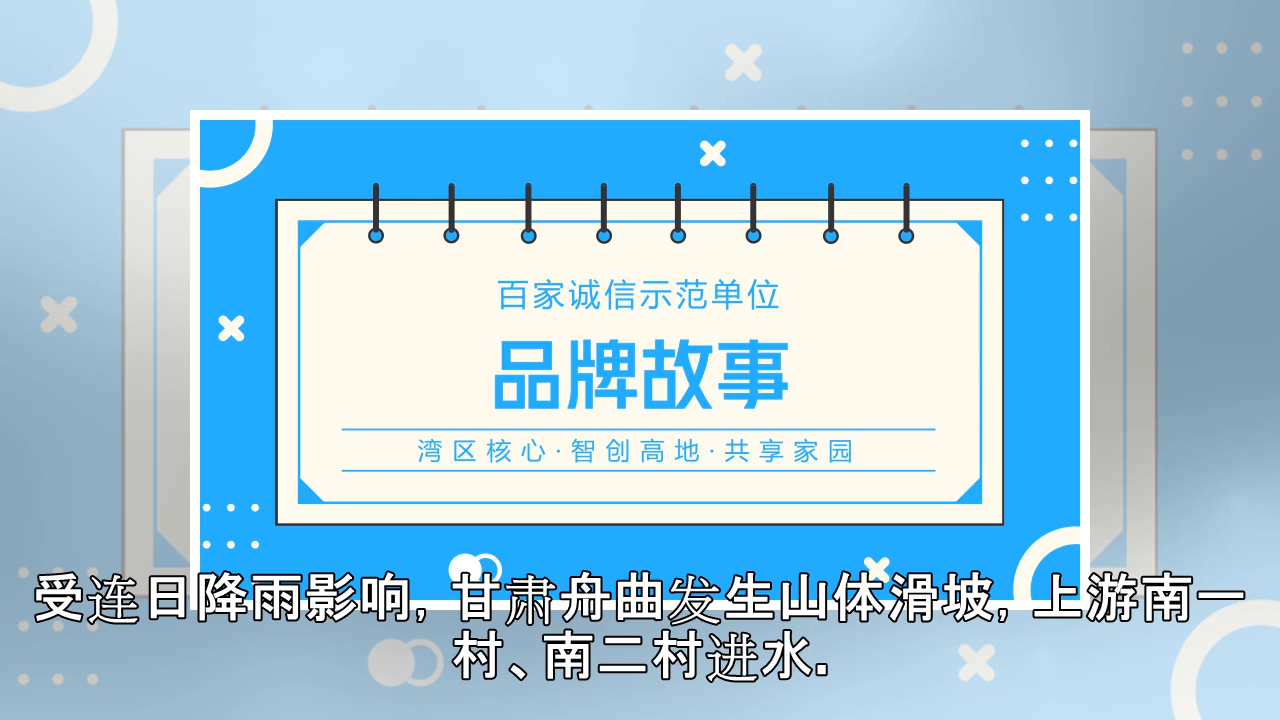 百家诚信示范单位
品牌故事
湾区核心·智创高地·共享家园
受连日降雨影响, 甘肃舟曲发生山体滑坡, 上游南一
村、南二村进水.